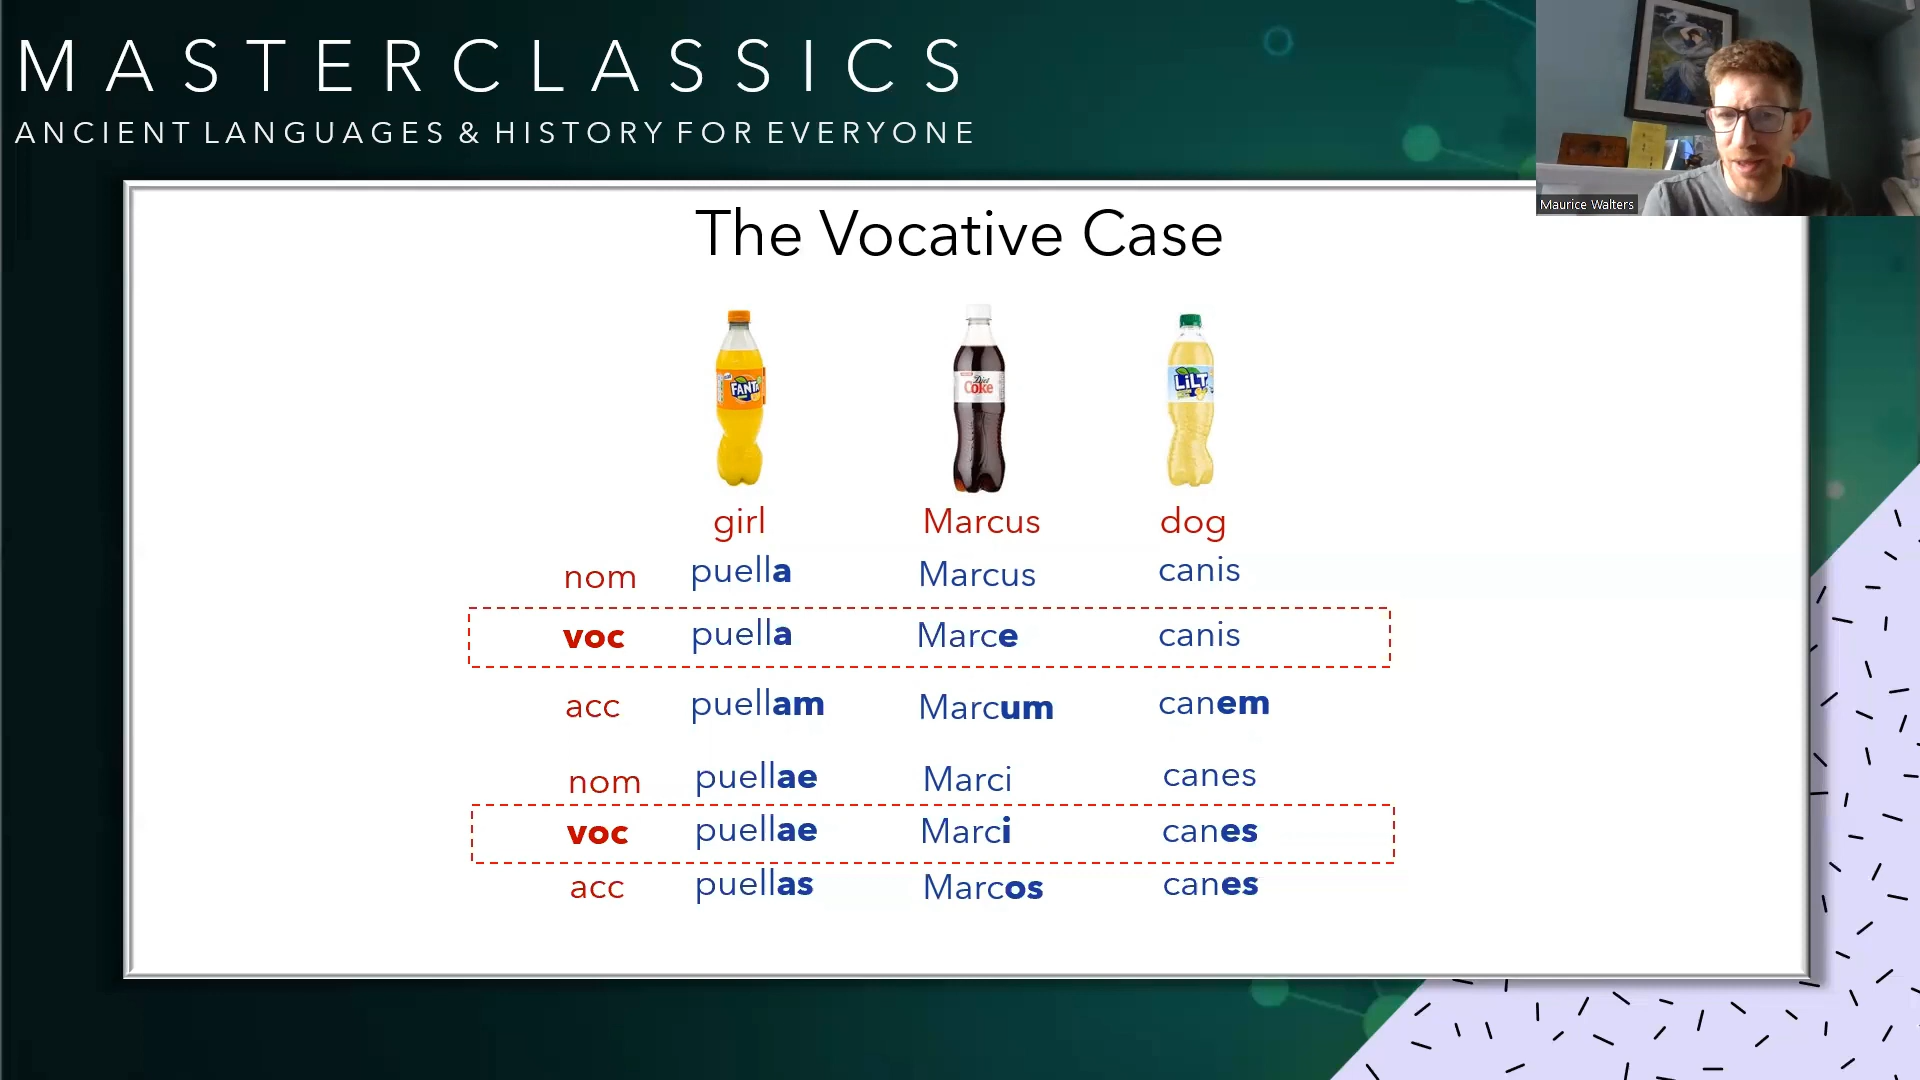 MASTERCLASSICS
ANCIENT LANGUAGES & HISTORY FOR EVERYONE
Maurice Walters
The Vocative Case
FANTA Diet Coke LiLT
girl Marcus dog
nom puella Marcus canis
voc puella Marce canis
acc puellam Marcum canem
nom puellae Marci canes
voc puellae Marci canes
acc puellas Marcos canes